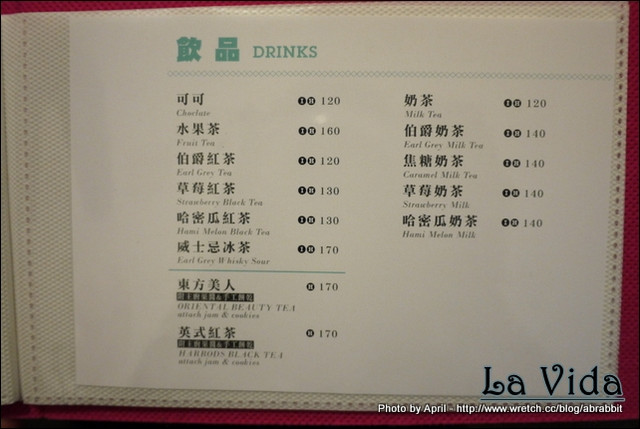 飲品 DRINKS
可可 I H 120
Choclate
水果茶 I H 160
Fruit Tea
伯爵紅茶 I H 120
Earl Grey Tea
草莓紅茶 I H 130
Strawberry Black Tea
哈密瓜紅茶 I H 130
Hami Melon Black Tea
威士忌冰茶 I H 170
Earl Grey Whisky Sour
東方美人 H 170
ORIENTAL BEAUTY TEA
attach jam & cookies
英式紅茶 H 170
HARRODS BLACK TEA
attach jam & cookies
奶茶 I H 120
Milk Tea
伯爵奶茶 I H 140
Earl Grey Milk Tea
焦糖奶茶 I H 140
Caramel Milk Tea
草莓奶茶 I H 140
Strawberry Milk
哈密瓜奶茶 I H 140
Hami Melon Milk
La Vida
Photo by April - http://www.wretch.cc/blog/abrabbit